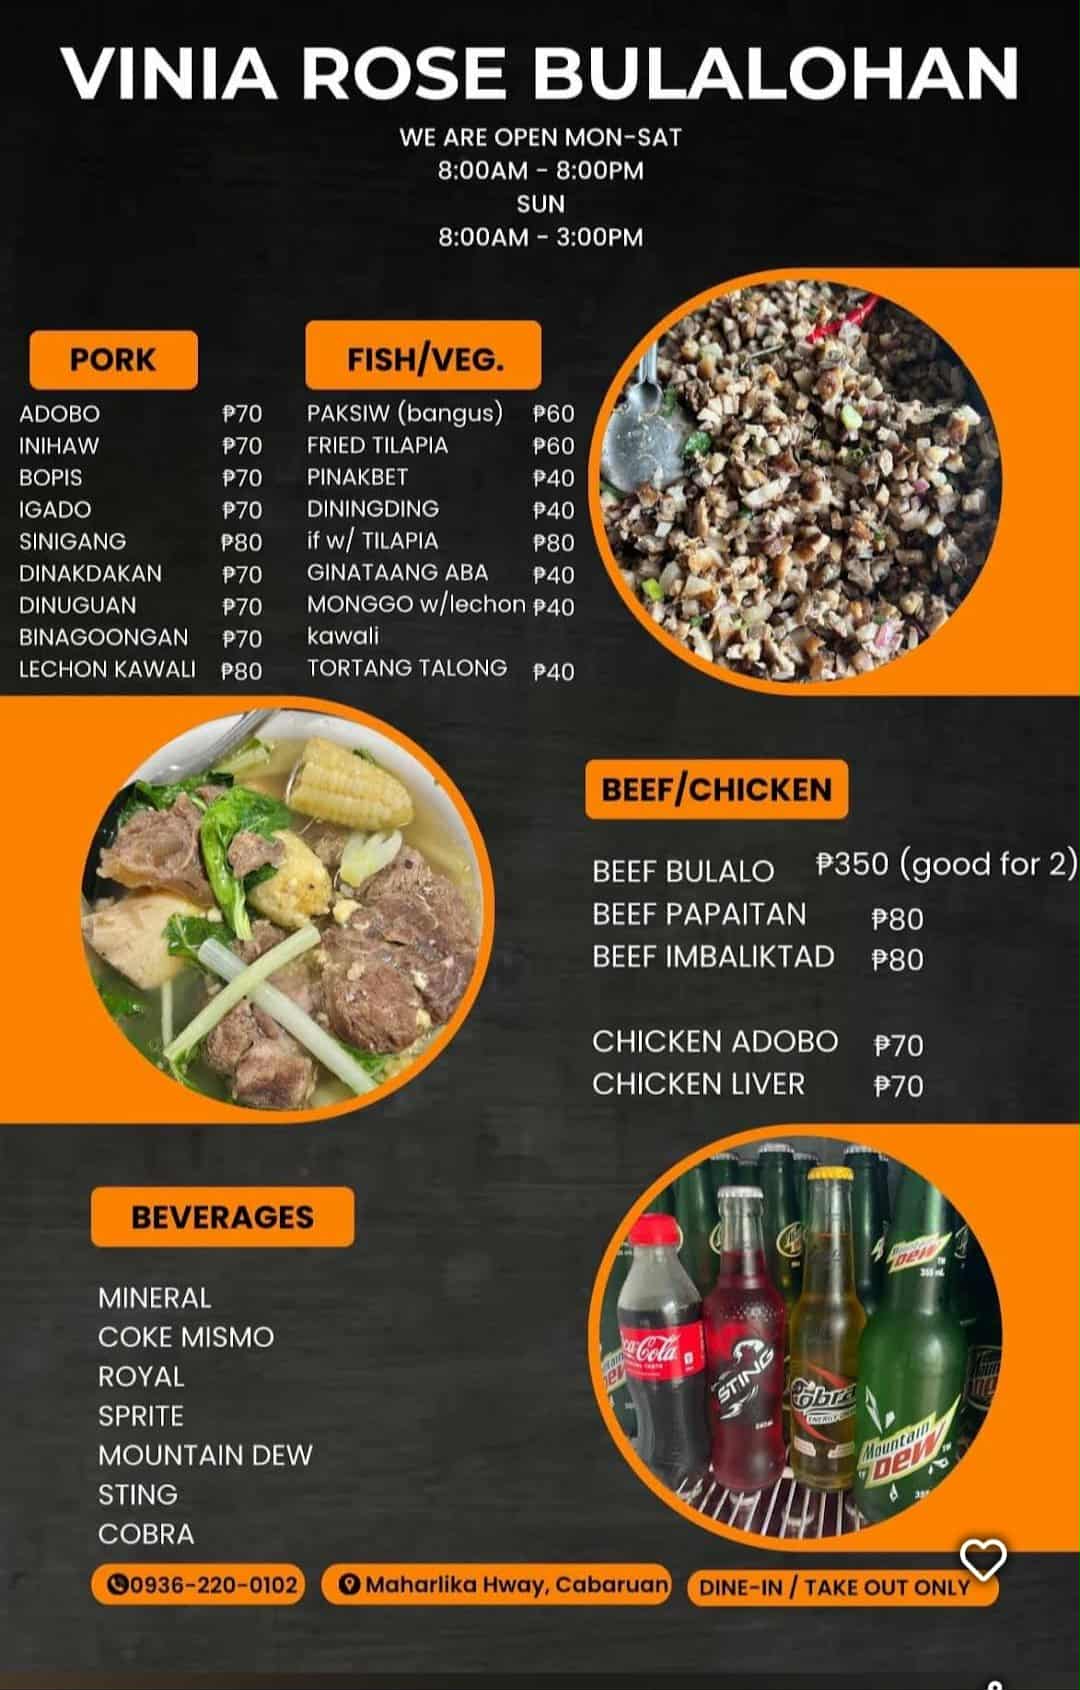 VINIA ROSE BULALOHAN
WE ARE OPEN MON-SAT
8:00AM - 8:00PM
SUN
8:00AM - 3:00PM
PORK
ADOBO ₱70
INIHAW ₱70
BOPIS ₱70
IGADO ₱70
SINIGANG ₱80
DINAKDAKAN ₱70
DINUGUAN ₱70
BINAGOONGAN ₱70
LECHON KAWALI ₱80
FISH/VEG.
PAKSIW (bangus) ₱60
FRIED TILAPIA ₱60
PINAKBET ₱40
DININGDING ₱40
if w/ TILAPIA ₱80
GINATAANG ABA ₱40
MONGGO w/lechon ₱40
kawali
TORTANG TALONG ₱40
BEEF/CHICKEN
BEEF BULALO ₱350 (good for 2)
BEEF PAPAITAN ₱80
BEEF IMBALIKTAD ₱80
CHICKEN ADOBO ₱70
CHICKEN LIVER ₱70
BEVERAGES
MINERAL
COKE MISMO
ROYAL
SPRITE
MOUNTAIN DEW
STING
COBRA
Coca-Cola
STING
Cobra
ENERGY
Mountain
DEW
355 mL
Mountain
DEW
0936-220-0102
Maharlika Hway, Cabaruan
DINE-IN / TAKE OUT ONLY